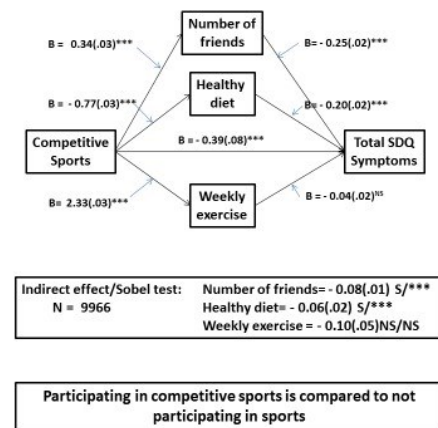 Number of
friends
B = 0.34(.03)***
B= - 0.25(.02)***
Healthy
diet
B= - 0.77(.03)***
B= - 0.20(.02)***
B = - 0.39(.08)***
Competitive
Sports
Total SDQ
Symptoms
Weekly
exercise
B= 2.33(.03)***
B = - 0.04(.02)NS
Indirect effect/Sobel test:
N = 9966
Number of friends= - 0.08(.01) S/***
Healthy diet= - 0.06(.02) S/***
Weekly exercise = - 0.10(.05)NS/NS
Participating in competitive sports is compared to not
participating in sports